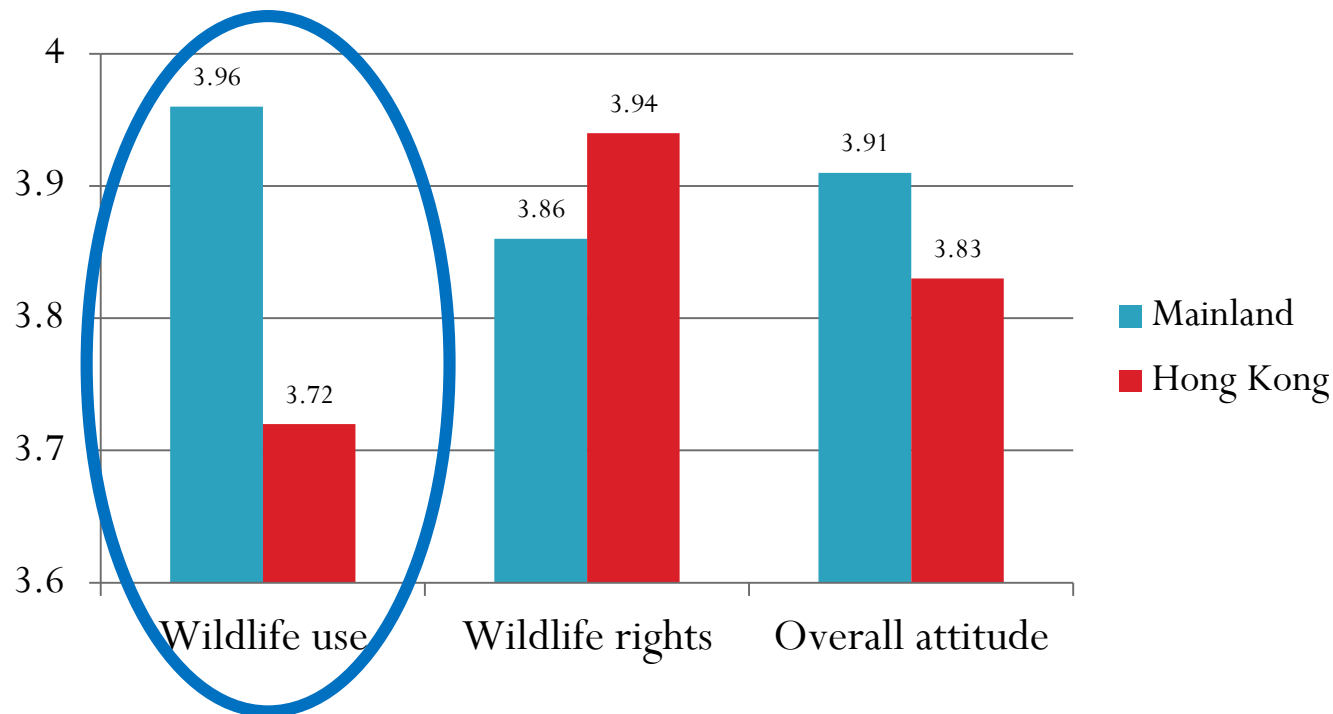 4
3.9
3.8
3.7
3.6
3.96
3.72
3.86
3.94
3.91
3.83
Wildlife use
Wildlife rights
Overall attitude
Mainland
Hong Kong